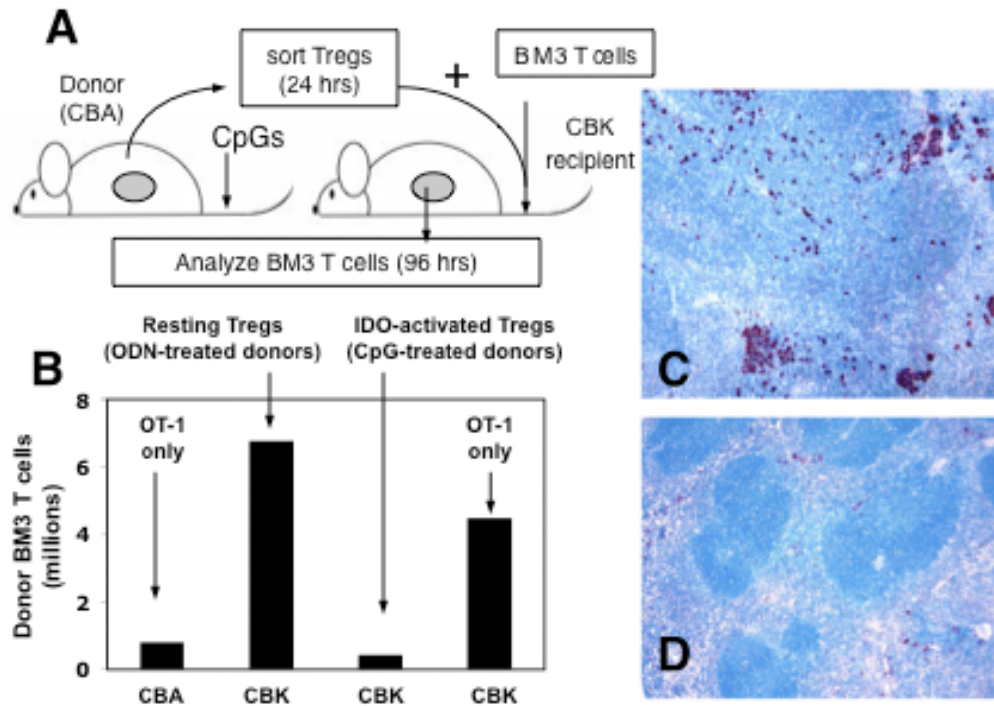 A
sort Tregs
(24 hrs)
+
BM3 T cells
Donor
(CBA)
CpGs
CBK
recipient
Analyze BM3 T cells (96 hrs)
B
Resting Tregs
(ODN-treated donors)
IDO-activated Tregs
(CpG-treated donors)
8
6
4
2
0
Donor BM3 T cells
(millions)
OT-1
only
OT-1
only
CBA
CBK
CBK
CBK
C
D